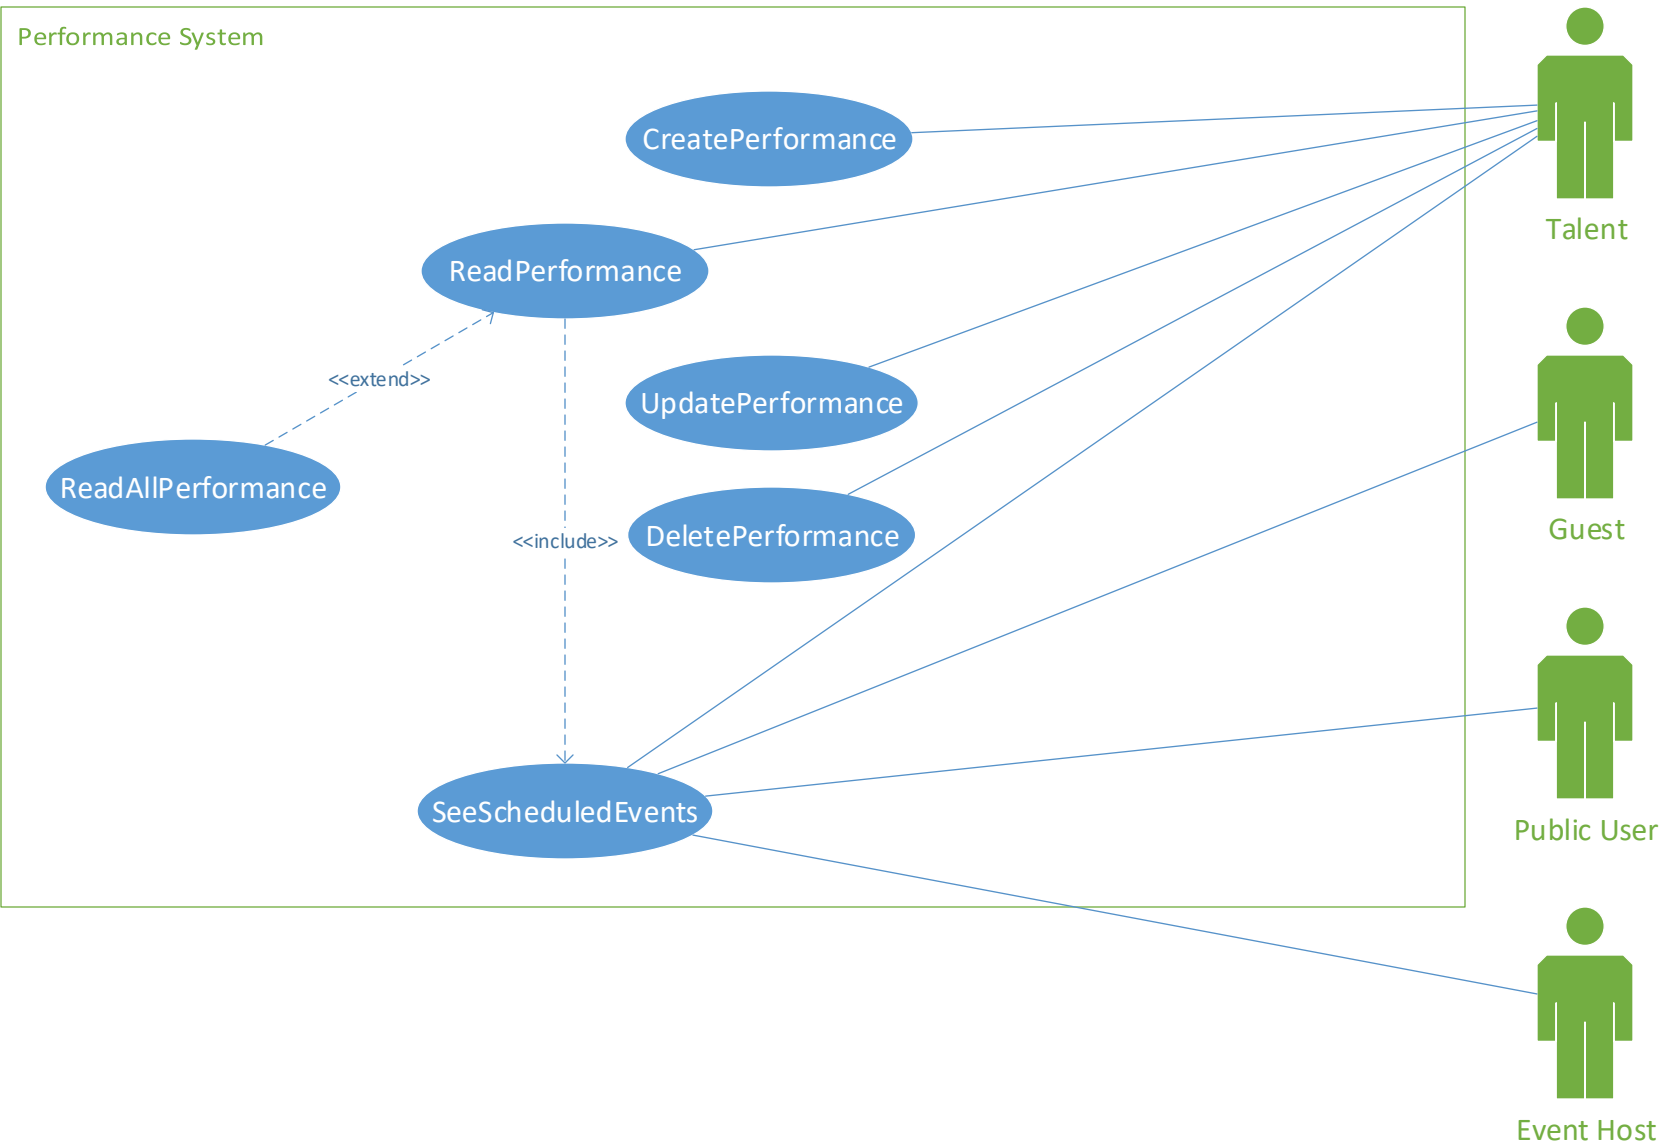 Performance System
CreatePerformance
Talent
ReadPerformance
<<extend>>
UpdatePerformance
ReadAllPerformance
Guest
<<include>>
DeletePerformance
SeeScheduledEvents
Public User
Event Host